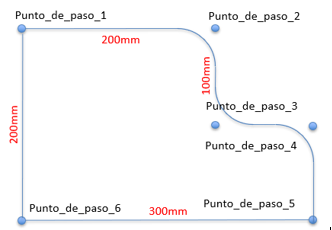 Punto_de_paso_1
Punto_de_paso_2
200mm
100mm
Punto_de_paso_3
200mm
Punto_de_paso_4
Punto_de_paso_6
300mm
Punto_de_paso_5